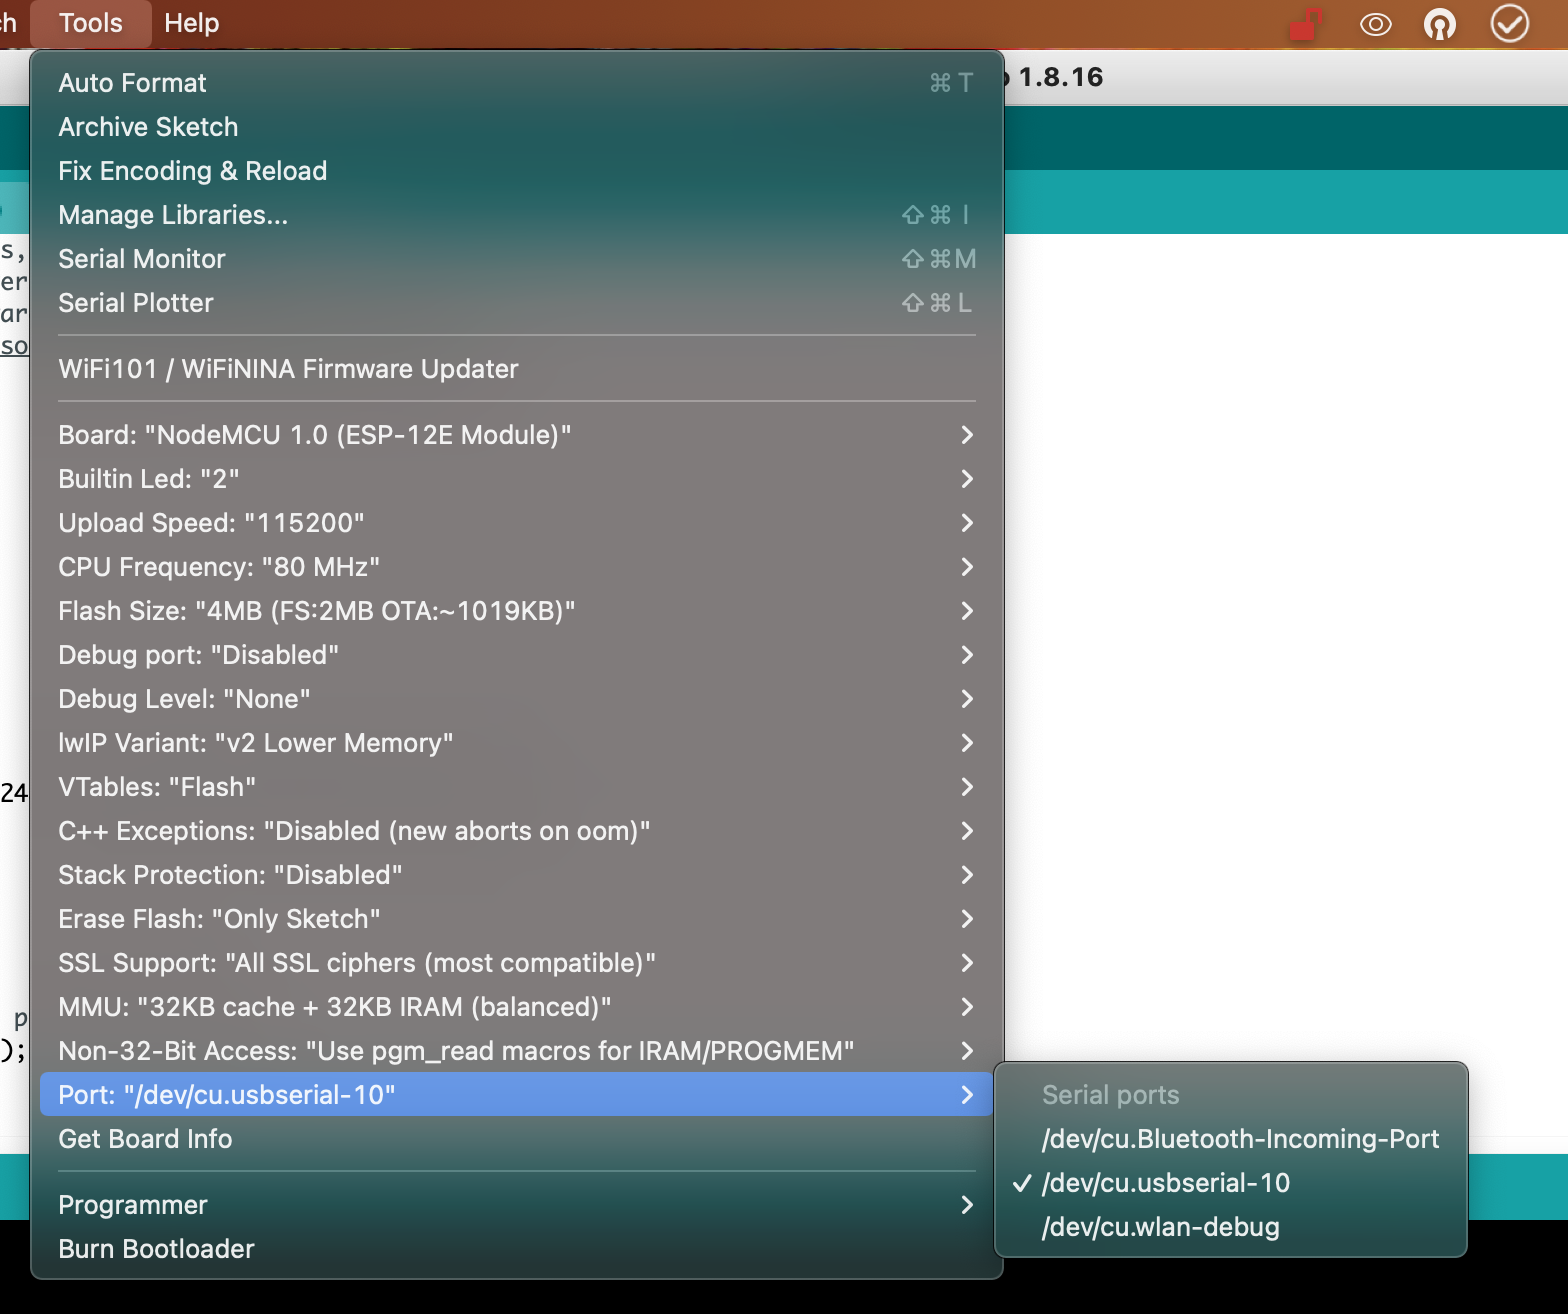 Tools Help
1.8.16
Auto Format ⌘ T
Archive Sketch
Fix Encoding & Reload
Manage Libraries... ⇧⌘ I
Serial Monitor ⇧⌘M
Serial Plotter ⇧⌘ L
WiFi101 / WiFiNINA Firmware Updater
Board: "NodeMCU 1.0 (ESP-12E Module)"
Builtin Led: "2"
Upload Speed: "115200"
CPU Frequency: "80 MHz"
Flash Size: "4MB (FS:2MB OTA:~1019KB)"
Debug port: "Disabled"
Debug Level: "None"
lwIP Variant: "v2 Lower Memory"
VTables: "Flash"
C++ Exceptions: "Disabled (new aborts on oom)"
Stack Protection: "Disabled"
Erase Flash: "Only Sketch"
SSL Support: "All SSL ciphers (most compatible)"
MMU: "32KB cache + 32KB IRAM (balanced)"
Non-32-Bit Access: "Use pgm_read macros for IRAM/PROGMEM"
Port: "/dev/cu.usbserial-10"
Get Board Info
Programmer
Burn Bootloader
Serial ports
/dev/cu.Bluetooth-Incoming-Port
✓ /dev/cu.usbserial-10
/dev/cu.wlan-debug
s,
er
ar
so
24
p
);